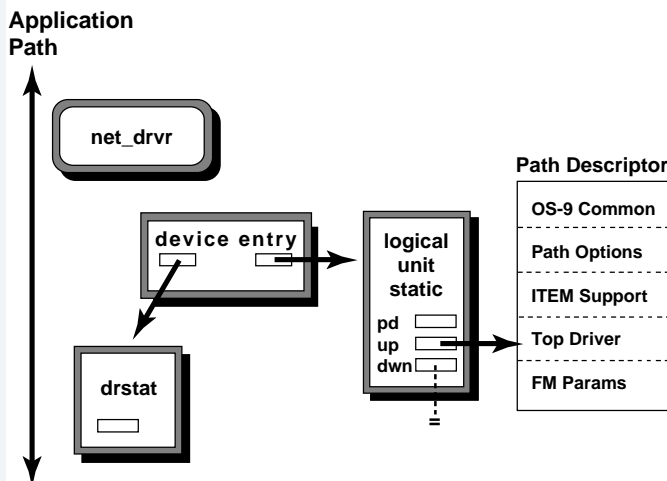 Application
Path
net_drvr
Path Descriptor
device entry
logical
unit
static
pd
up
dwn
drstat
OS-9 Common
Path Options
ITEM Support
Top Driver
FM Params